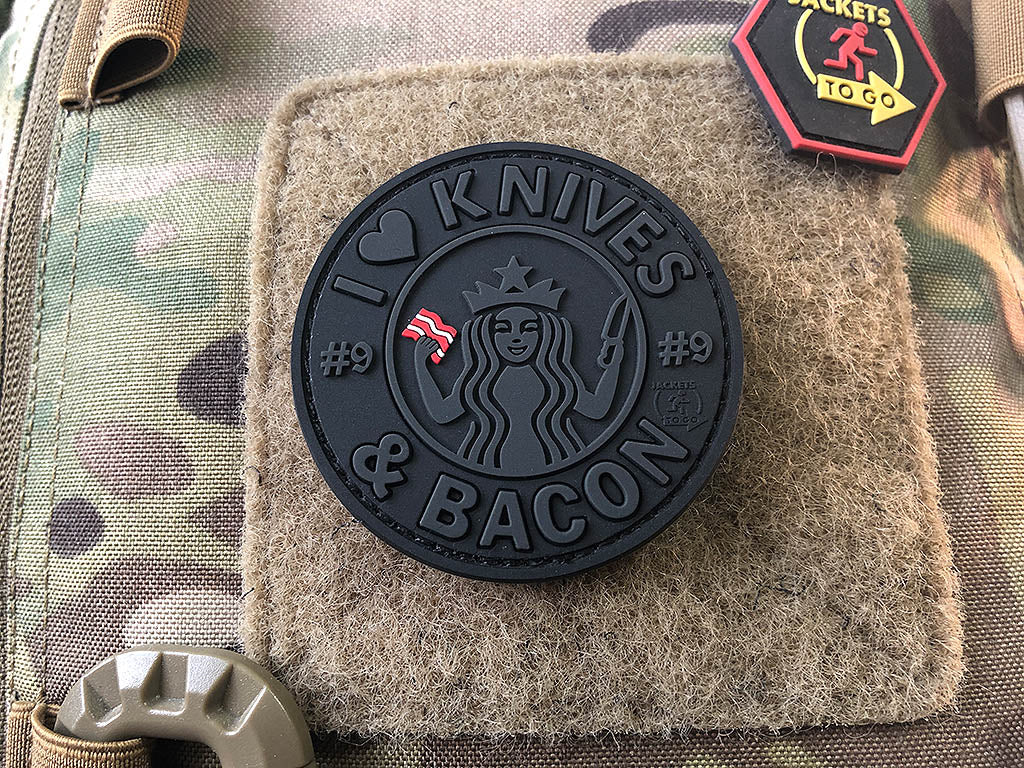 JACKETS
TO GO
I ♥ KNIVES
#9
#9
JACKETS
TO GO
& BACON